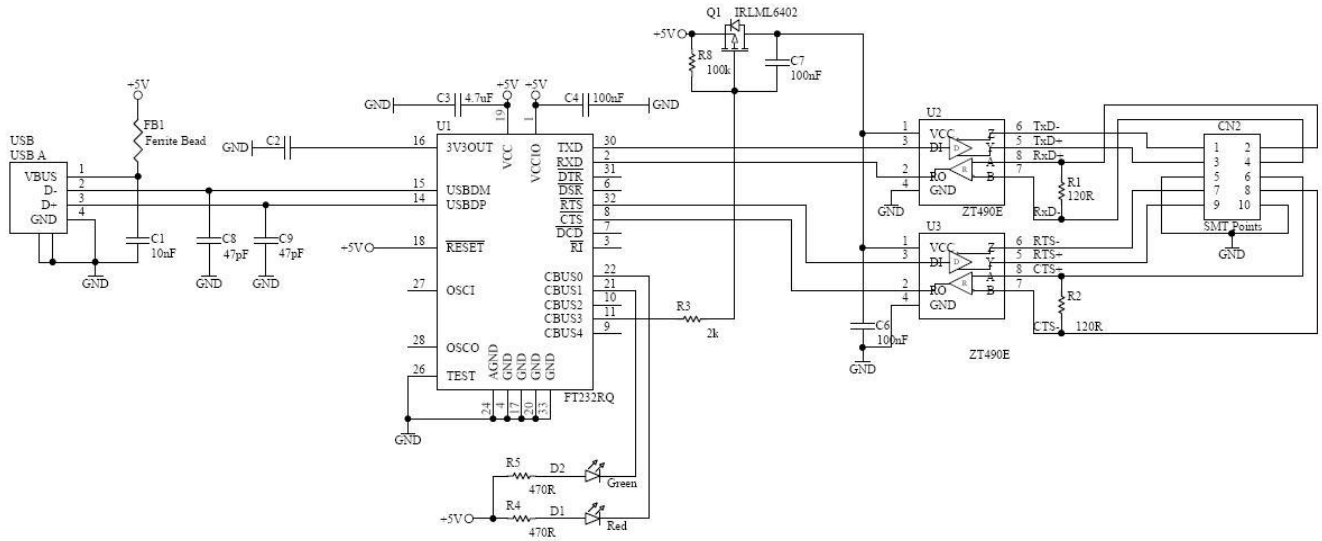 Q1 IRLML6402
+5V
R8
100k
C7
100nF
+5V
+5V +5V
GND C3 4.7uF
C4 100nF GND
FB1
Ferrite Bead
USB
USB A
VBUS 1
D- 2
D+ 3
GND 4
C1
10nF
GND
C8
47pF
GND
C9
47pF
GND
GND C2
U1
19 1
16 3V3OUT
VCC VCCIO
15 USBDM
14 USBDP
+5V 18 RESET
27 OSCI
28 OSCO
26 TEST
TXD 30
RXD 2
DTR 31
DSR 6
RTS 32
CTS 8
DCD 7
RI 3
CBUS0 22
CBUS1 21
CBUS2 10
CBUS3 11
CBUS4 9
AGND GND GND GND GND
24 4 17 20 33
FT232RQ
GND
R3
2k
U2
1 VCC Z 6 TxD-
3 DI D Y 5 TxD+
A 8 RxD+
2 RO R B 7
4 GND
GND
ZT490E
R1
120R
RxD-
U3
1 VCC Z 6 RTS-
3 DI D Y 5 RTS+
A 8 CTS+
2 RO R B 7
4 GND
R2
CTS- 120R
ZT490E
C6
100nF
GND
CN2
1 2
3 4
5 6
7 8
9 10
SMT Points
GND
R5
470R
D2
Green
+5V
R4
470R
D1
Red